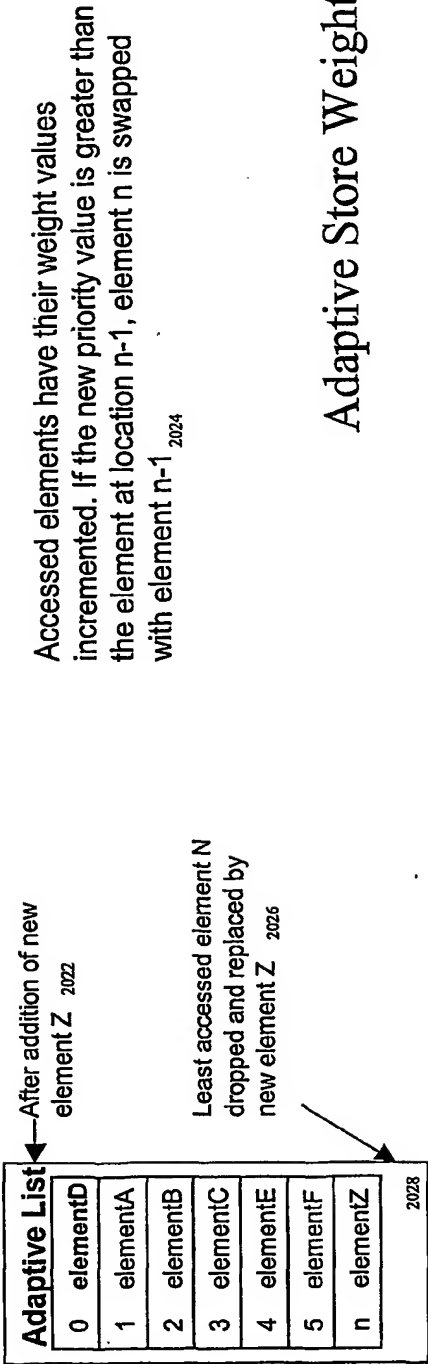 Adaptive List
0 elementD
1 elementA
2 elementB
3 elementC
4 elementE
5 elementF
n elementZ
2028
After addition of new
element Z 2022
Least accessed element N
dropped and replaced by
new element Z 2026
Accessed elements have their weight values
incremented. If the new priority value is greater than
the element at location n-1, element n is swapped
with element n-1 2024
Adaptive Store Weight